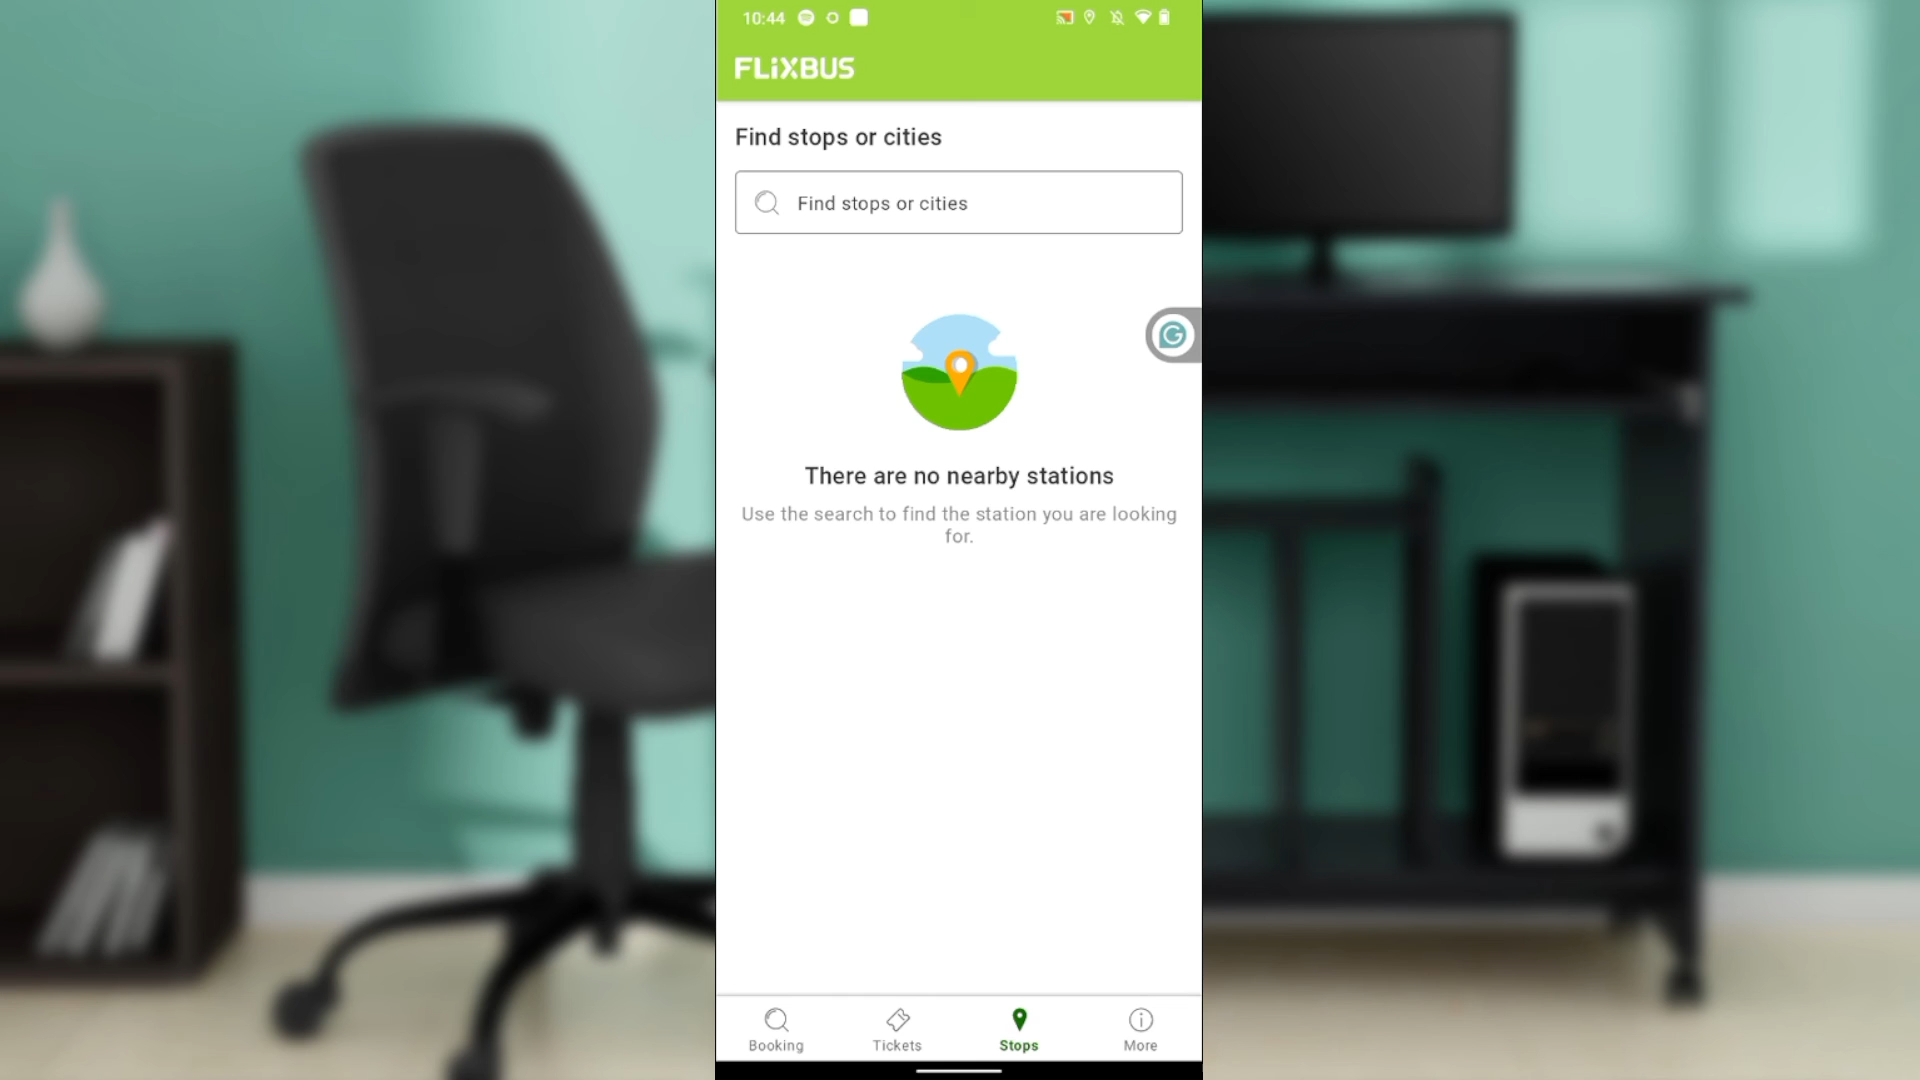 10:44
FLiXBUS
Find stops or cities
Find stops or cities
There are no nearby stations
Use the search to find the station you are looking
for.
Booking
Tickets
Stops
More